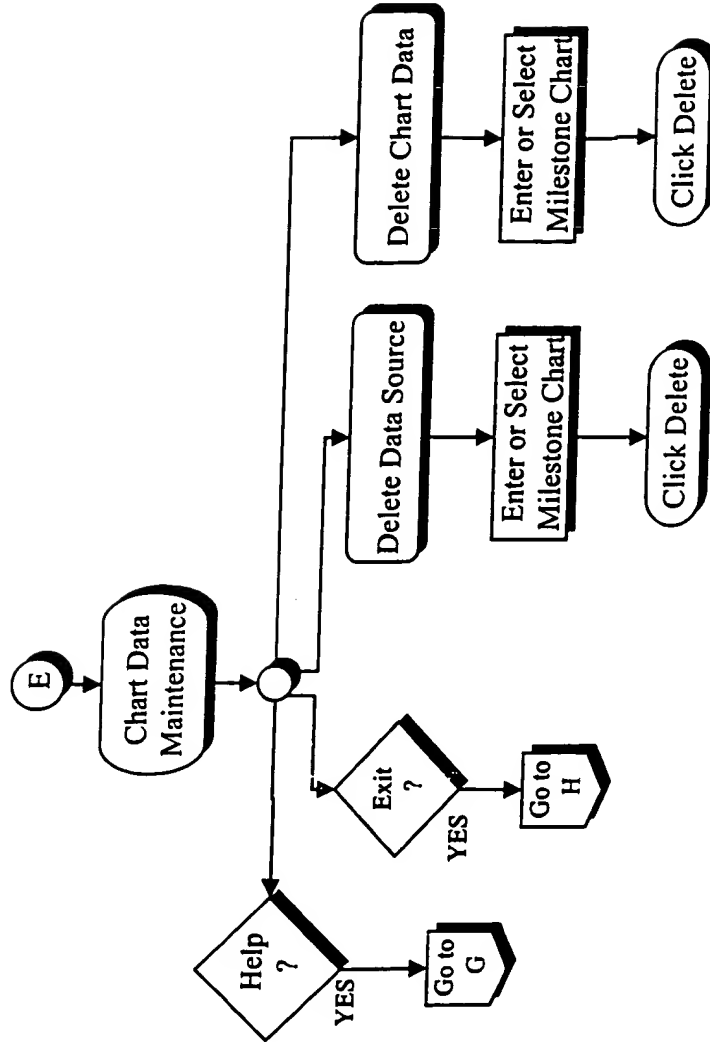 E
Chart Data
Maintenance
Help
?
YES
Go to
G
Exit
?
YES
Go to
H
Delete Data Source
Enter or Select
Milestone Chart
Click Delete
Delete Chart Data
Enter or Select
Milestone Chart
Click Delete